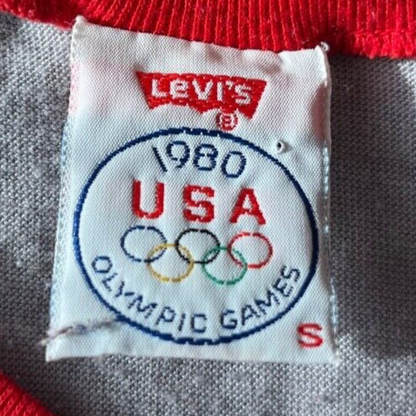 LEVI'S
®
1980
USA
OLYMPIC GAMES
S